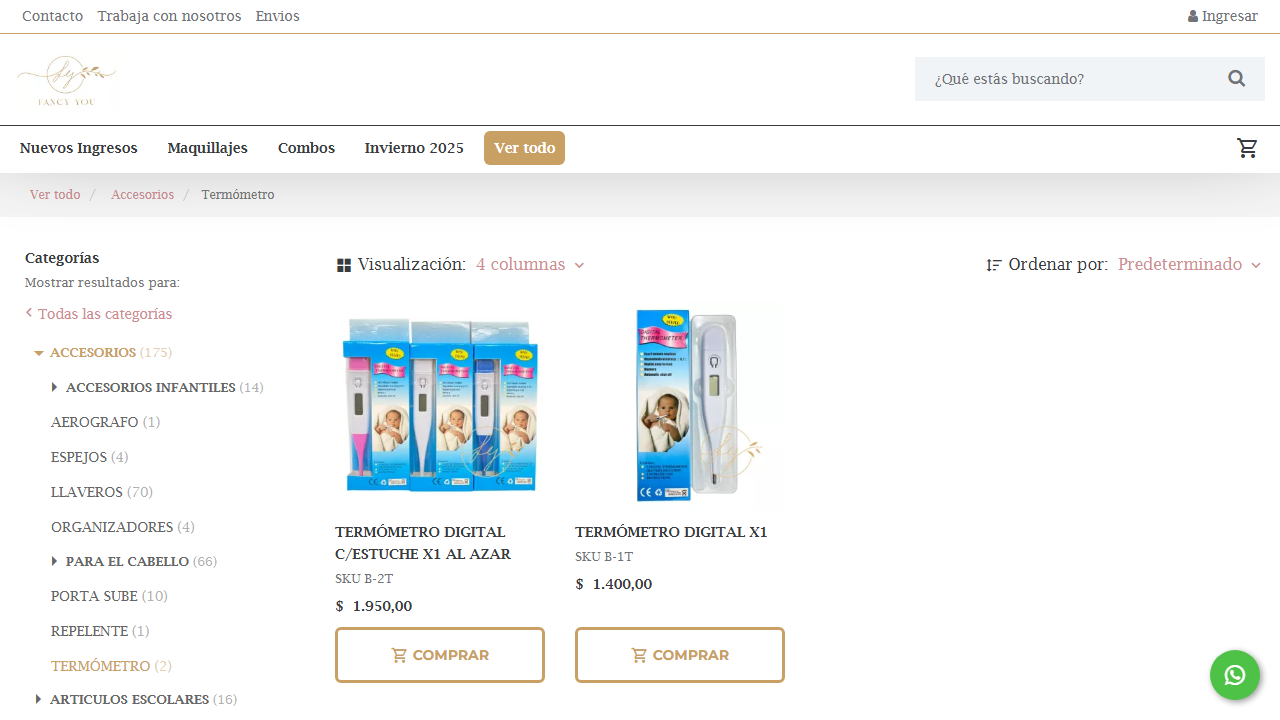 Contacto Trabaja con nosotros Envios Ingresar
FANCY YOU
¿Qué estás buscando?
Nuevos Ingresos Maquillajes Combos Invierno 2025 Ver todo
Ver todo / Accesorios / Termómetro
Categorías
Mostrar resultados para:
Todas las categorías
ACCESORIOS (175)
ACCESORIOS INFANTILES (14)
AEROGRAFO (1)
ESPEJOS (4)
LLAVEROS (70)
ORGANIZADORES (4)
PARA EL CABELLO (66)
PORTA SUBE (10)
REPELENTE (1)
TERMÓMETRO (2)
ARTICULOS ESCOLARES (16)
Visualización: 4 columnas
Ordenar por: Predeterminado
DIGITAL
THERMOMETER
TERMÓMETRO DIGITAL
C/ESTUCHE X1 AL AZAR
SKU B-2T
$ 1.950,00
COMPRAR
TERMÓMETRO DIGITAL X1
SKU B-1T
$ 1.400,00
COMPRAR